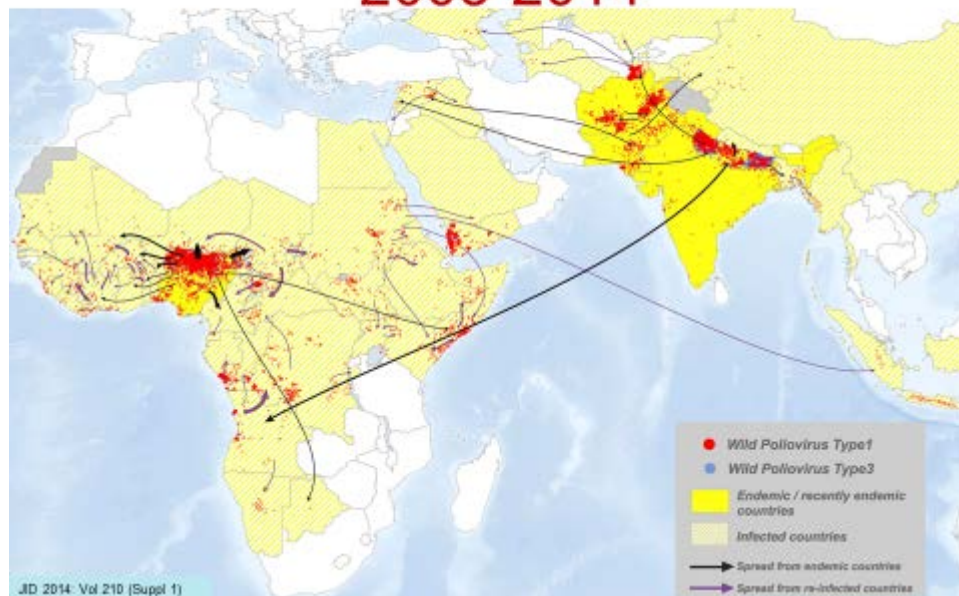 Wild Poliovirus Type1
Wild Poliovirus Type3
Endemic / recently endemic
countries
Infected countries
Spread from endemic countries
Spread from re-infected countries
JID 2014: Vol 210 (Suppl 1)